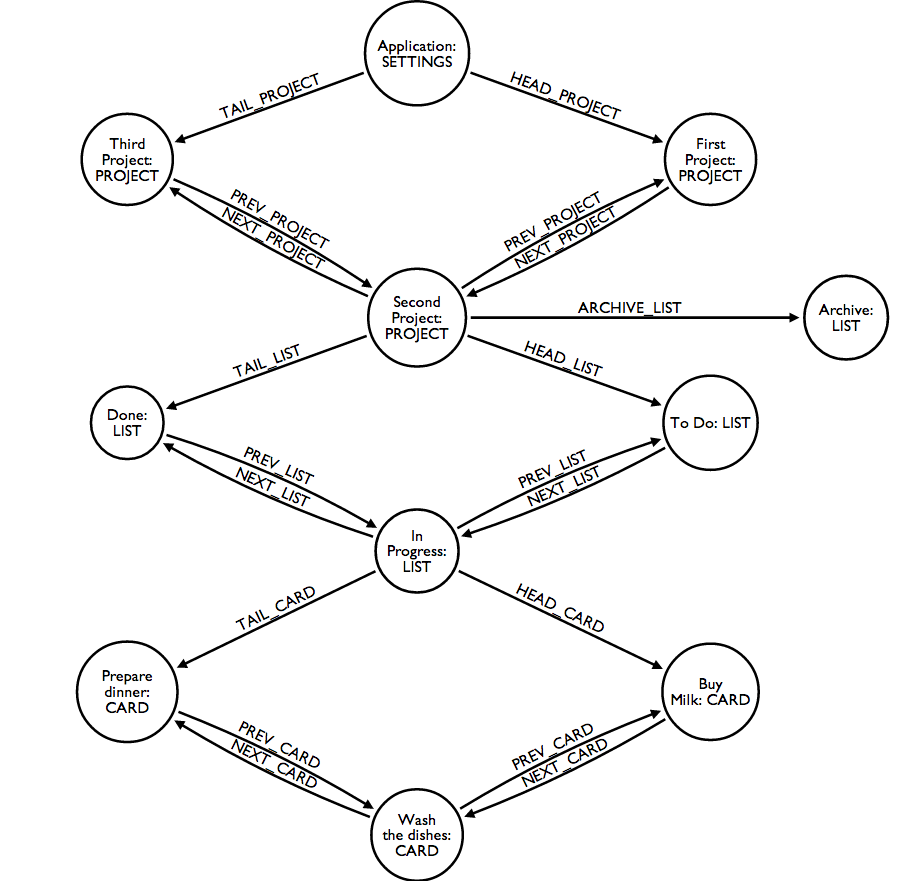 Application:
SETTINGS
TAIL_PROJECT
HEAD_PROJECT
Third
Project:
PROJECT
First
Project:
PROJECT
PREV_PROJECT
NEXT_PROJECT
PREV_PROJECT
NEXT_PROJECT
Second
Project:
PROJECT
ARCHIVE_LIST
Archive:
LIST
TAIL_LIST
HEAD_LIST
Done:
LIST
To Do: LIST
PREV_LIST
NEXT_LIST
PREV_LIST
NEXT_LIST
In
Progress:
LIST
TAIL_CARD
HEAD_CARD
Prepare
dinner:
CARD
Buy
Milk: CARD
PREV_CARD
NEXT_CARD
PREV_CARD
NEXT_CARD
Wash
the dishes:
CARD